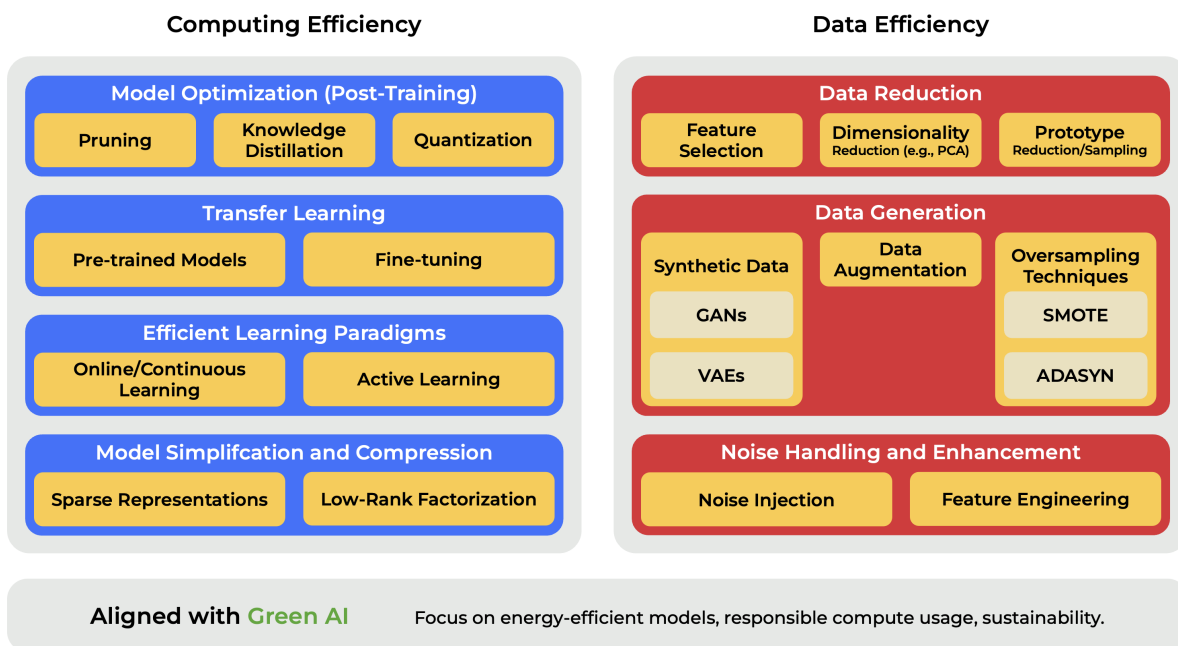 Computing Efficiency
Model Optimization (Post-Training)
Pruning
Knowledge
Distillation
Quantization
Transfer Learning
Pre-trained Models
Fine-tuning
Efficient Learning Paradigms
Online/Continuous
Learning
Active Learning
Model Simplifcation and Compression
Sparse Representations
Low-Rank Factorization
Data Efficiency
Data Reduction
Feature
Selection
Dimensionality
Reduction (e.g., PCA)
Prototype
Reduction/Sampling
Data Generation
Synthetic Data
GANs
VAEs
Data
Augmentation
Oversampling
Techniques
SMOTE
ADASYN
Noise Handling and Enhancement
Noise Injection
Feature Engineering
Aligned with Green AI
Focus on energy-efficient models, responsible compute usage, sustainability.